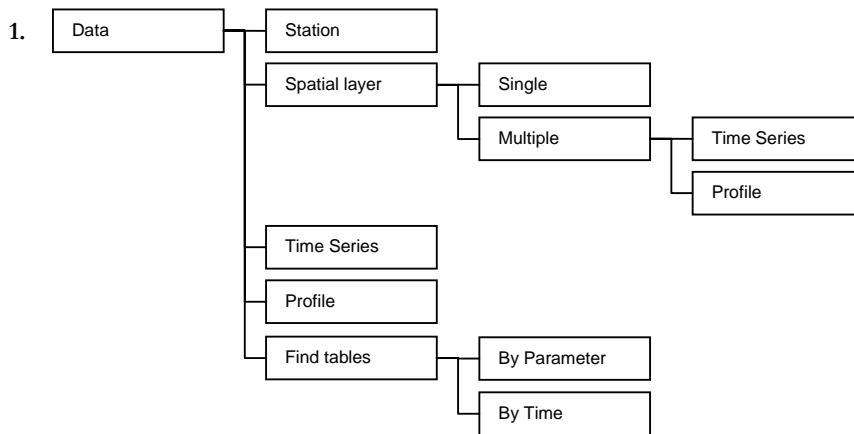 1.
Data
Station
Spatial layer
Single
Multiple
Time Series
Profile
Time Series
Profile
Find tables
By Parameter
By Time